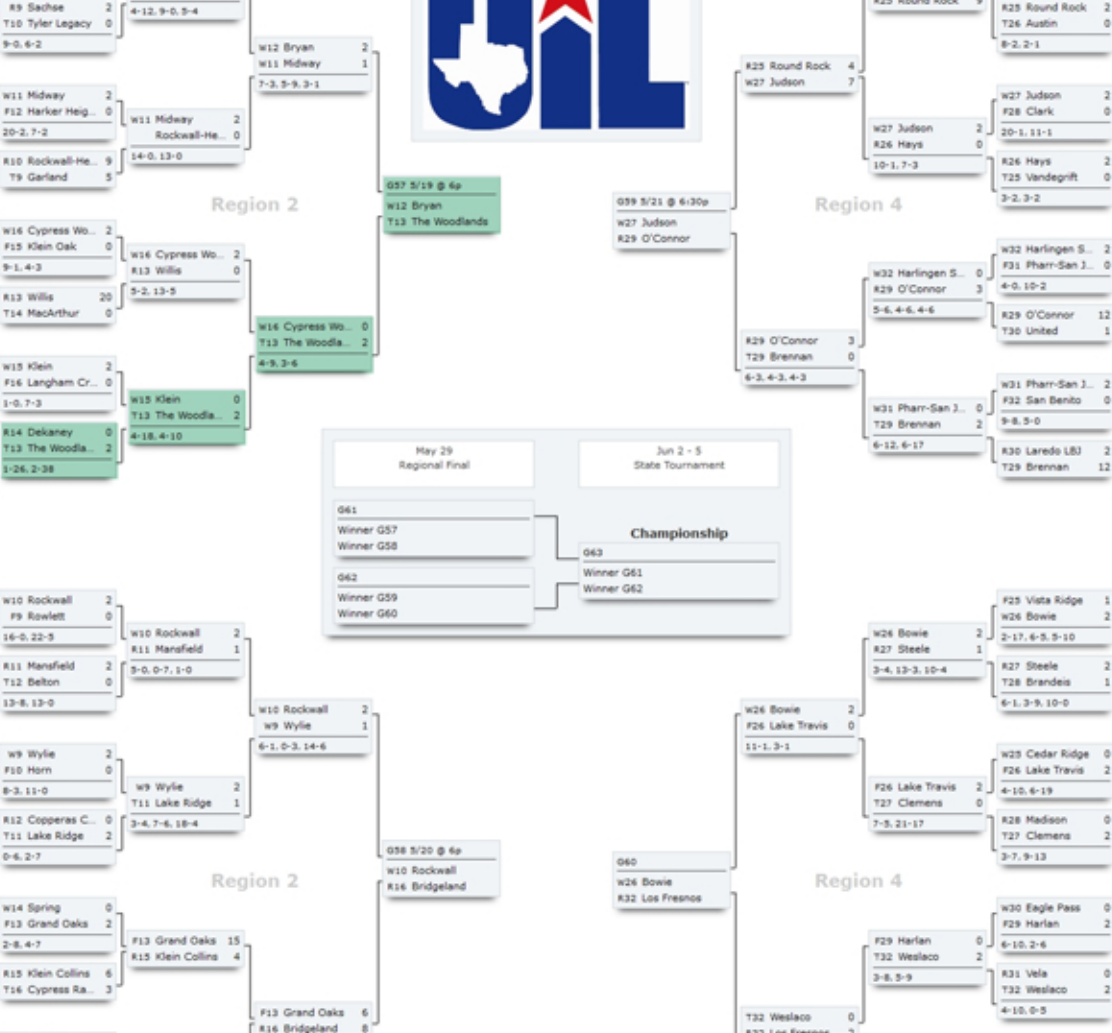 R9 Sachse 2
T10 Tyler Legacy 0
9-0, 6-2
W11 Midway 2
F12 Harker Heig... 0
20-2, 7-2
R10 Rockwall-He... 9
T9 Garland 5
W16 Cypress Wo... 2
F15 Klein Oak 0
9-1, 4-3
R13 Willis 20
T14 MacArthur 0
W15 Klein 2
F16 Langham Cr... 0
1-0, 7-3
R14 Dekaney 0
T13 The Woodla... 2
1-26, 2-38
4-12, 9-0, 5-4
W11 Midway 2
Rockwall-He... 0
14-0, 13-0
W16 Cypress Wo... 2
R13 Willis 0
5-2, 13-5
W15 Klein 0
T13 The Woodla... 2
4-18, 4-10
W12 Bryan 2
W11 Midway 1
7-3, 5-9, 3-1
Region 2
W16 Cypress Wo... 0
T13 The Woodla... 2
4-9, 3-6
G57 5/19 @ 6p
W12 Bryan
T13 The Woodlands
UIL
G59 5/21 @ 6:30p
W27 Judson
R29 O'Connor
R25 Round Rock 4
W27 Judson 7
Region 4
R29 O'Connor 3
T29 Brennan 0
6-3, 4-3, 4-3
R25 Round Rock 9
W27 Judson 2
R26 Hays 0
10-1, 7-3
W32 Harlingen S... 0
R29 O'Connor 3
5-6, 4-6, 4-6
W31 Pharr-San J... 0
T29 Brennan 2
6-12, 6-17
R25 Round Rock 2
T26 Austin 0
8-2, 2-1
W27 Judson 2
F28 Clark 0
20-1, 11-1
R26 Hays 2
T25 Vandegrift 0
3-2, 3-2
W32 Harlingen S... 2
F31 Pharr-San J... 0
4-0, 10-2
R29 O'Connor 12
T30 United 1
W31 Pharr-San J... 2
F32 San Benito 0
9-8, 5-0
R30 Laredo LBJ 2
T29 Brennan 12
May 29
Regional Final
Jun 2 - 5
State Tournament
G61
Winner G57
Winner G58
G62
Winner G59
Winner G60
Championship
G63
Winner G61
Winner G62
W10 Rockwall 2
F9 Rowlett 0
16-0, 22-5
R11 Mansfield 2
T12 Belton 0
13-8, 13-0
W9 Wylie 2
F10 Horn 0
8-3, 11-0
R12 Copperas C... 0
T11 Lake Ridge 2
0-6, 2-7
W14 Spring 0
F13 Grand Oaks 2
2-8, 4-7
R15 Klein Collins 6
T16 Cypress Ra... 3
W10 Rockwall 2
R11 Mansfield 1
5-0, 0-7, 1-0
W9 Wylie 2
T11 Lake Ridge 1
3-4, 7-6, 18-4
F13 Grand Oaks 15
R15 Klein Collins 4
W10 Rockwall 2
W9 Wylie 1
6-1, 0-3, 14-6
Region 2
F13 Grand Oaks 6
R16 Bridgeland 8
G58 5/20 @ 6p
W10 Rockwall
R16 Bridgeland
G60
W26 Bowie
R32 Los Fresnos
W26 Bowie 2
F26 Lake Travis 0
11-1, 3-1
Region 4
T32 Weslaco 0
R32 Los Fresnos 2
W26 Bowie 2
R27 Steele 1
3-4, 13-3, 10-4
F26 Lake Travis 2
T27 Clemens 0
7-5, 21-17
F29 Harlan 0
T32 Weslaco 2
3-8, 5-9
F25 Vista Ridge 1
W26 Bowie 2
2-17, 6-5, 5-10
R27 Steele 2
T28 Brandeis 1
6-1, 3-9, 10-0
W25 Cedar Ridge 0
F26 Lake Travis 2
4-10, 6-19
R28 Madison 0
T27 Clemens 2
3-7, 9-13
W30 Eagle Pass 0
F29 Harlan 2
6-10, 2-6
R31 Vela 0
T32 Weslaco 2
4-10, 0-5